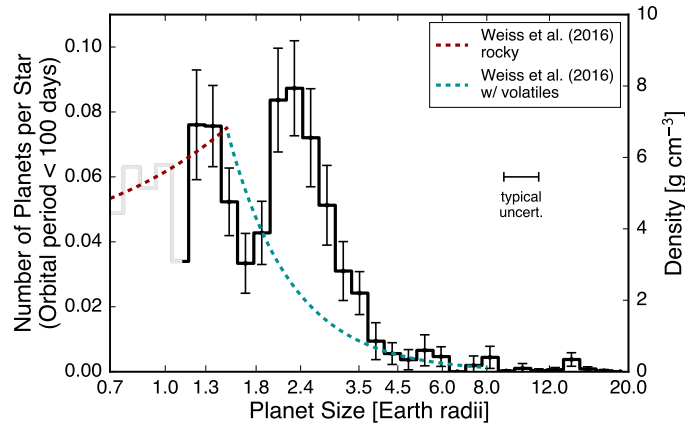 Weiss et al. (2016)
rocky
Weiss et al. (2016)
w/ volatiles
typical
uncert.
Number of Planets per Star
(Orbital period < 100 days)
0.10
0.08
0.06
0.04
0.02
0.00
10
8
6
4
2
0
Density [g cm⁻³]
0.7 1.0 1.3 1.8 2.4 3.5 4.5 6.0 8.0 12.0 20.0
Planet Size [Earth radii]